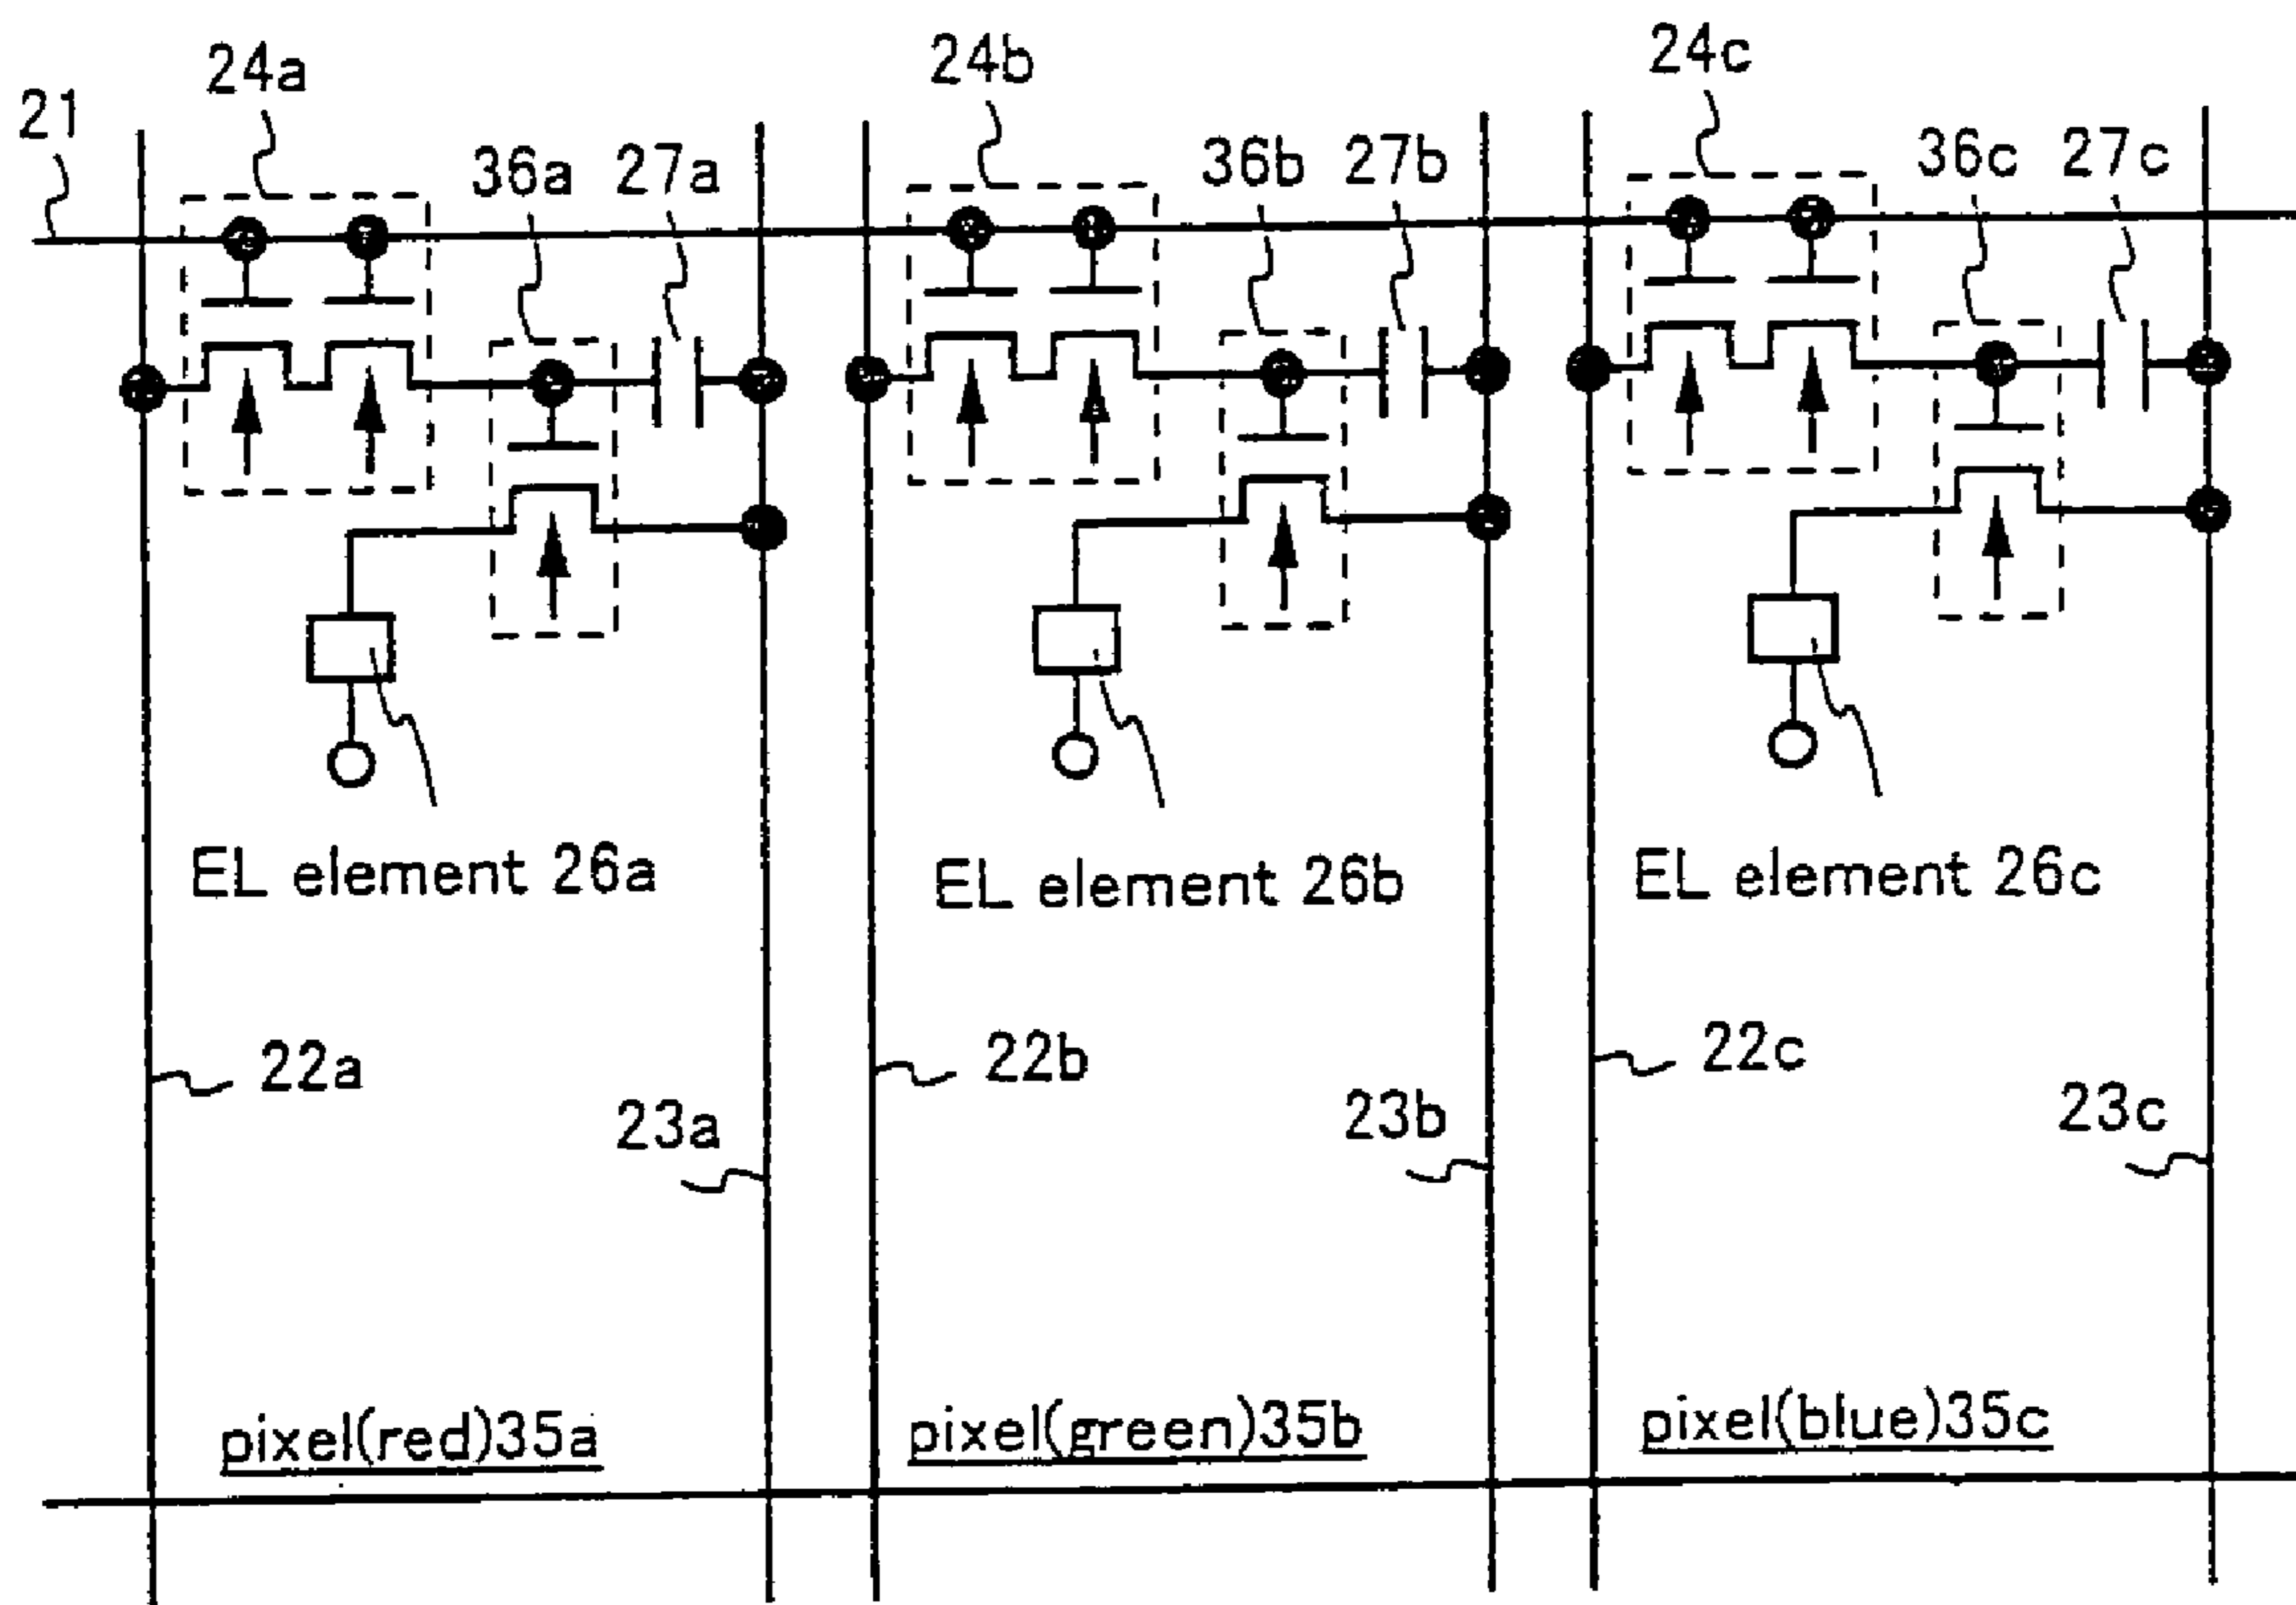 24a 24b 24c
21
36a 27a 36b 27b 36c 27c
EL element 26a EL element 26b EL element 26c
22a 22b 22c
23a 23b 23c
pixel(red)35a pixel(green)35b pixel(blue)35c